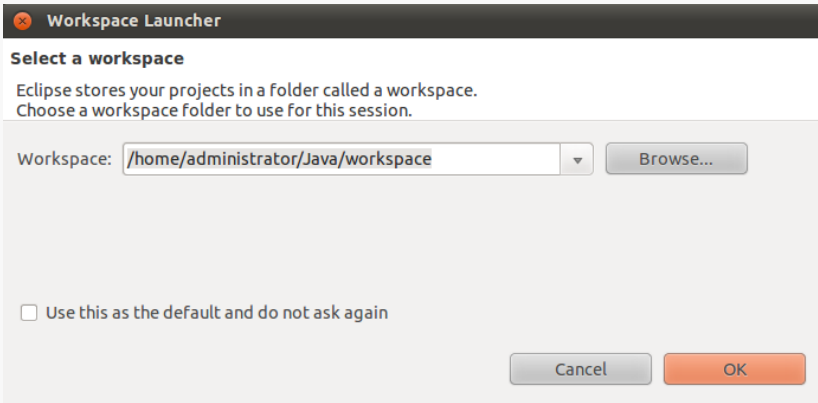 Workspace Launcher
Select a workspace
Eclipse stores your projects in a folder called a workspace.
Choose a workspace folder to use for this session.
Workspace: /home/administrator/Java/workspace Browse...
Use this as the default and do not ask again
Cancel OK